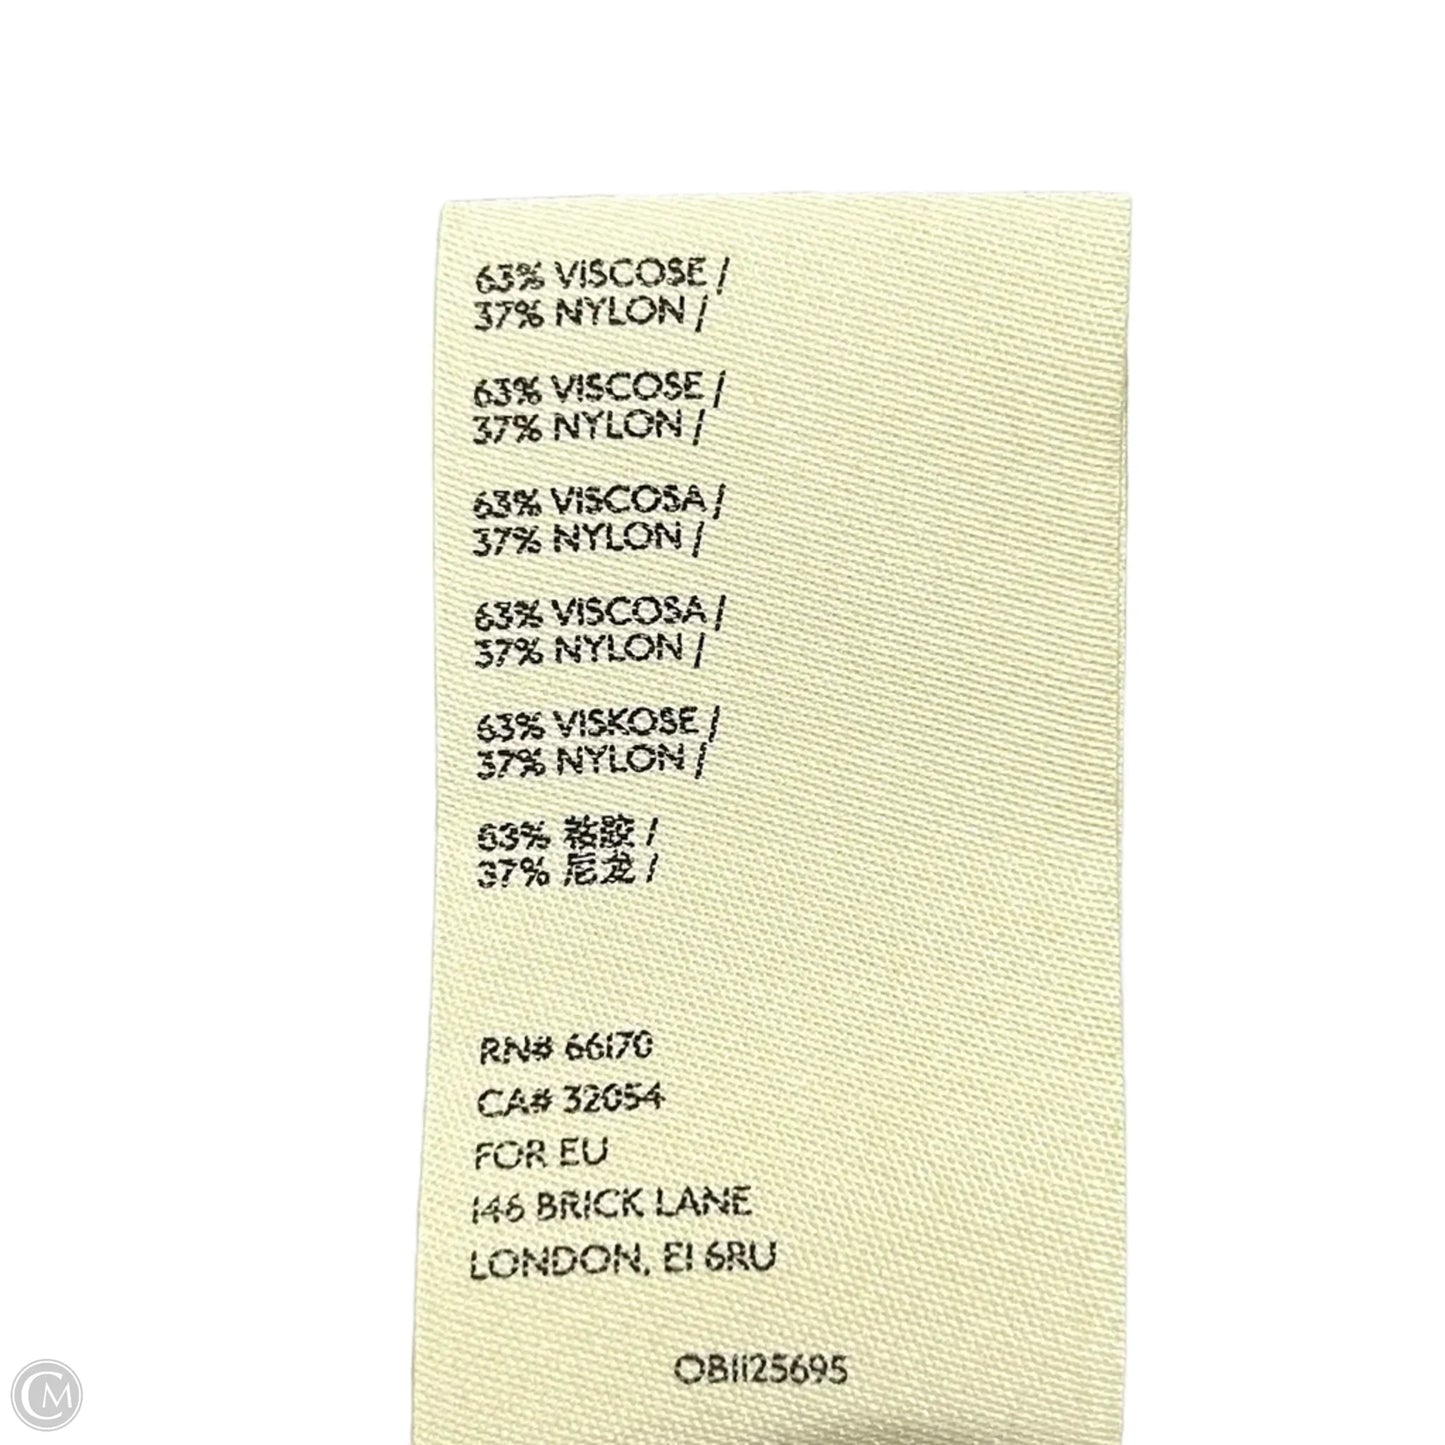 63% VISCOSE /
37% NYLON /
63% VISCOSE /
37% NYLON /
63% VISCOSA /
37% NYLON /
63% VISCOSA /
37% NYLON /
63% VISKOSE /
37% NYLON /
63% 粘胶 /
37% 尼龙 /
RN# 66170
CA# 32054
FOR EU
146 BRICK LANE
LONDON, E1 6RU
OB1125695
CM